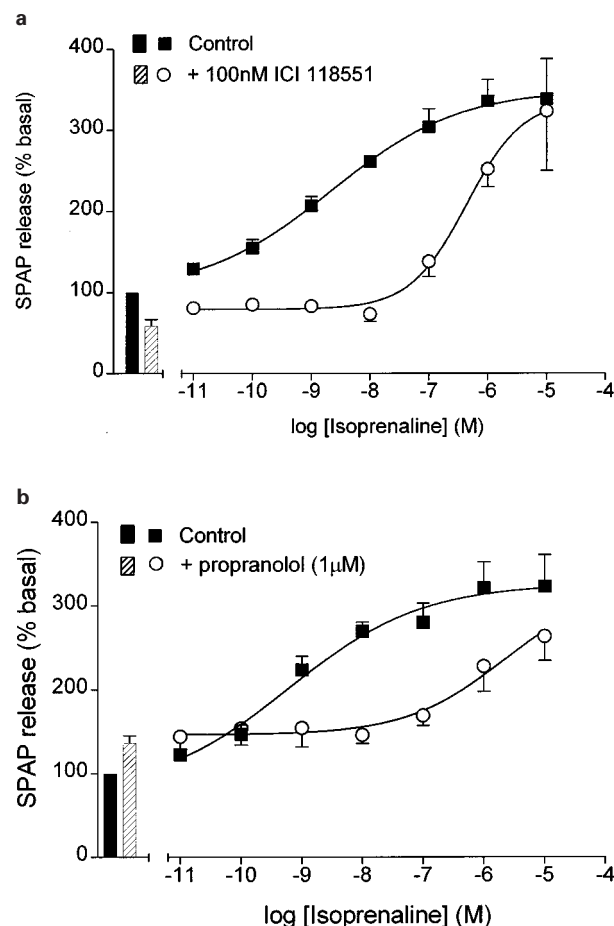 a
Control
+ 100nM ICI 118551
SPAP release (% basal)
400
300
200
100
0
-11 -10 -9 -8 -7 -6 -5 -4
log [Isoprenaline] (M)
b
Control
+ propranolol (1μM)
SPAP release (% basal)
400
300
200
100
0
-11 -10 -9 -8 -7 -6 -5 -4
log [Isoprenaline] (M)